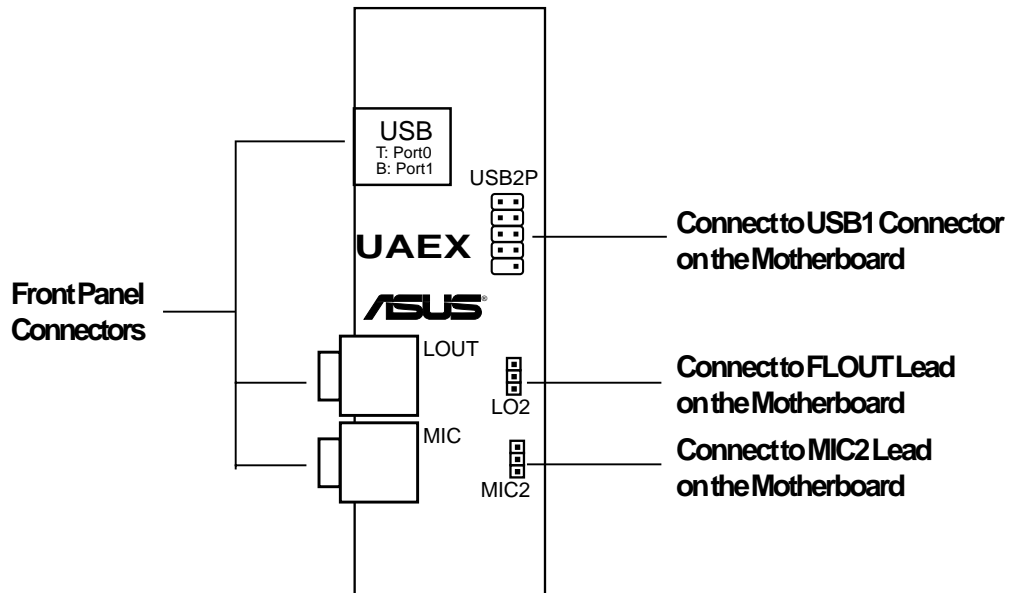 USB
T: Port0
B: Port1
USB2P
UAEX
Connect to USB1 Connector
on the Motherboard
Front Panel
Connectors
ASUS®
LOUT
LO2
Connect to FLOUT Lead
on the Motherboard
MIC
MIC2
Connect to MIC2 Lead
on the Motherboard